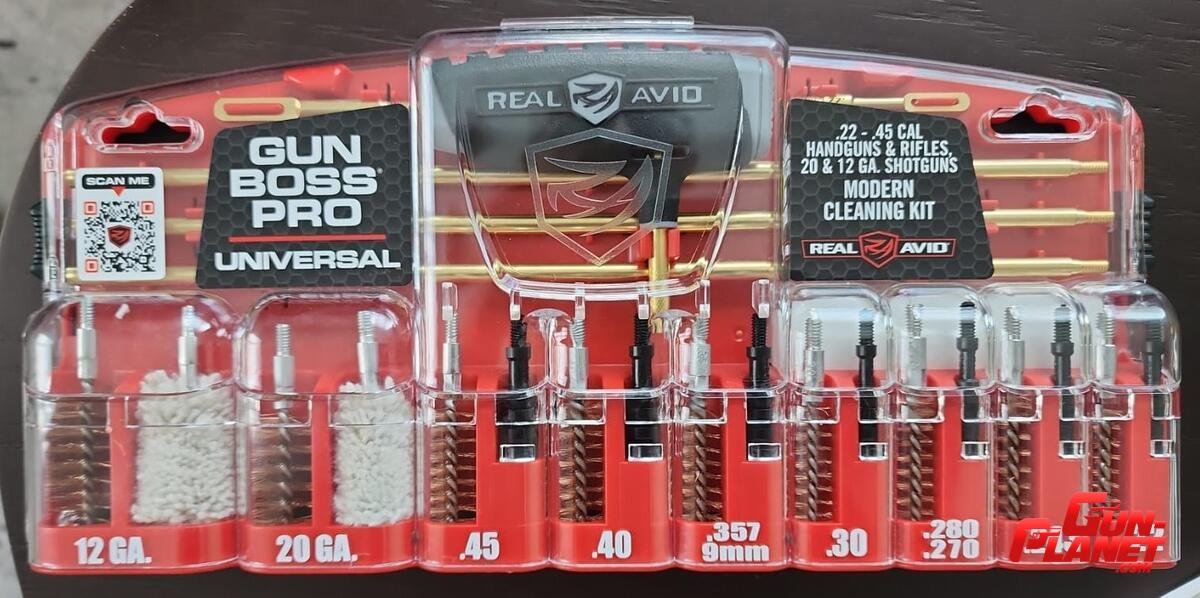 REAL AVID
GUN
BOSS®
PRO
UNIVERSAL
SCAN ME
.22 - .45 CAL
HANDGUNS & RIFLES,
20 & 12 GA. SHOTGUNS
MODERN
CLEANING KIT
REAL AVID
12 GA.
20 GA.
.45
.40
.357
9mm
.30
.280
.270
GUN-
PLANET
.COM